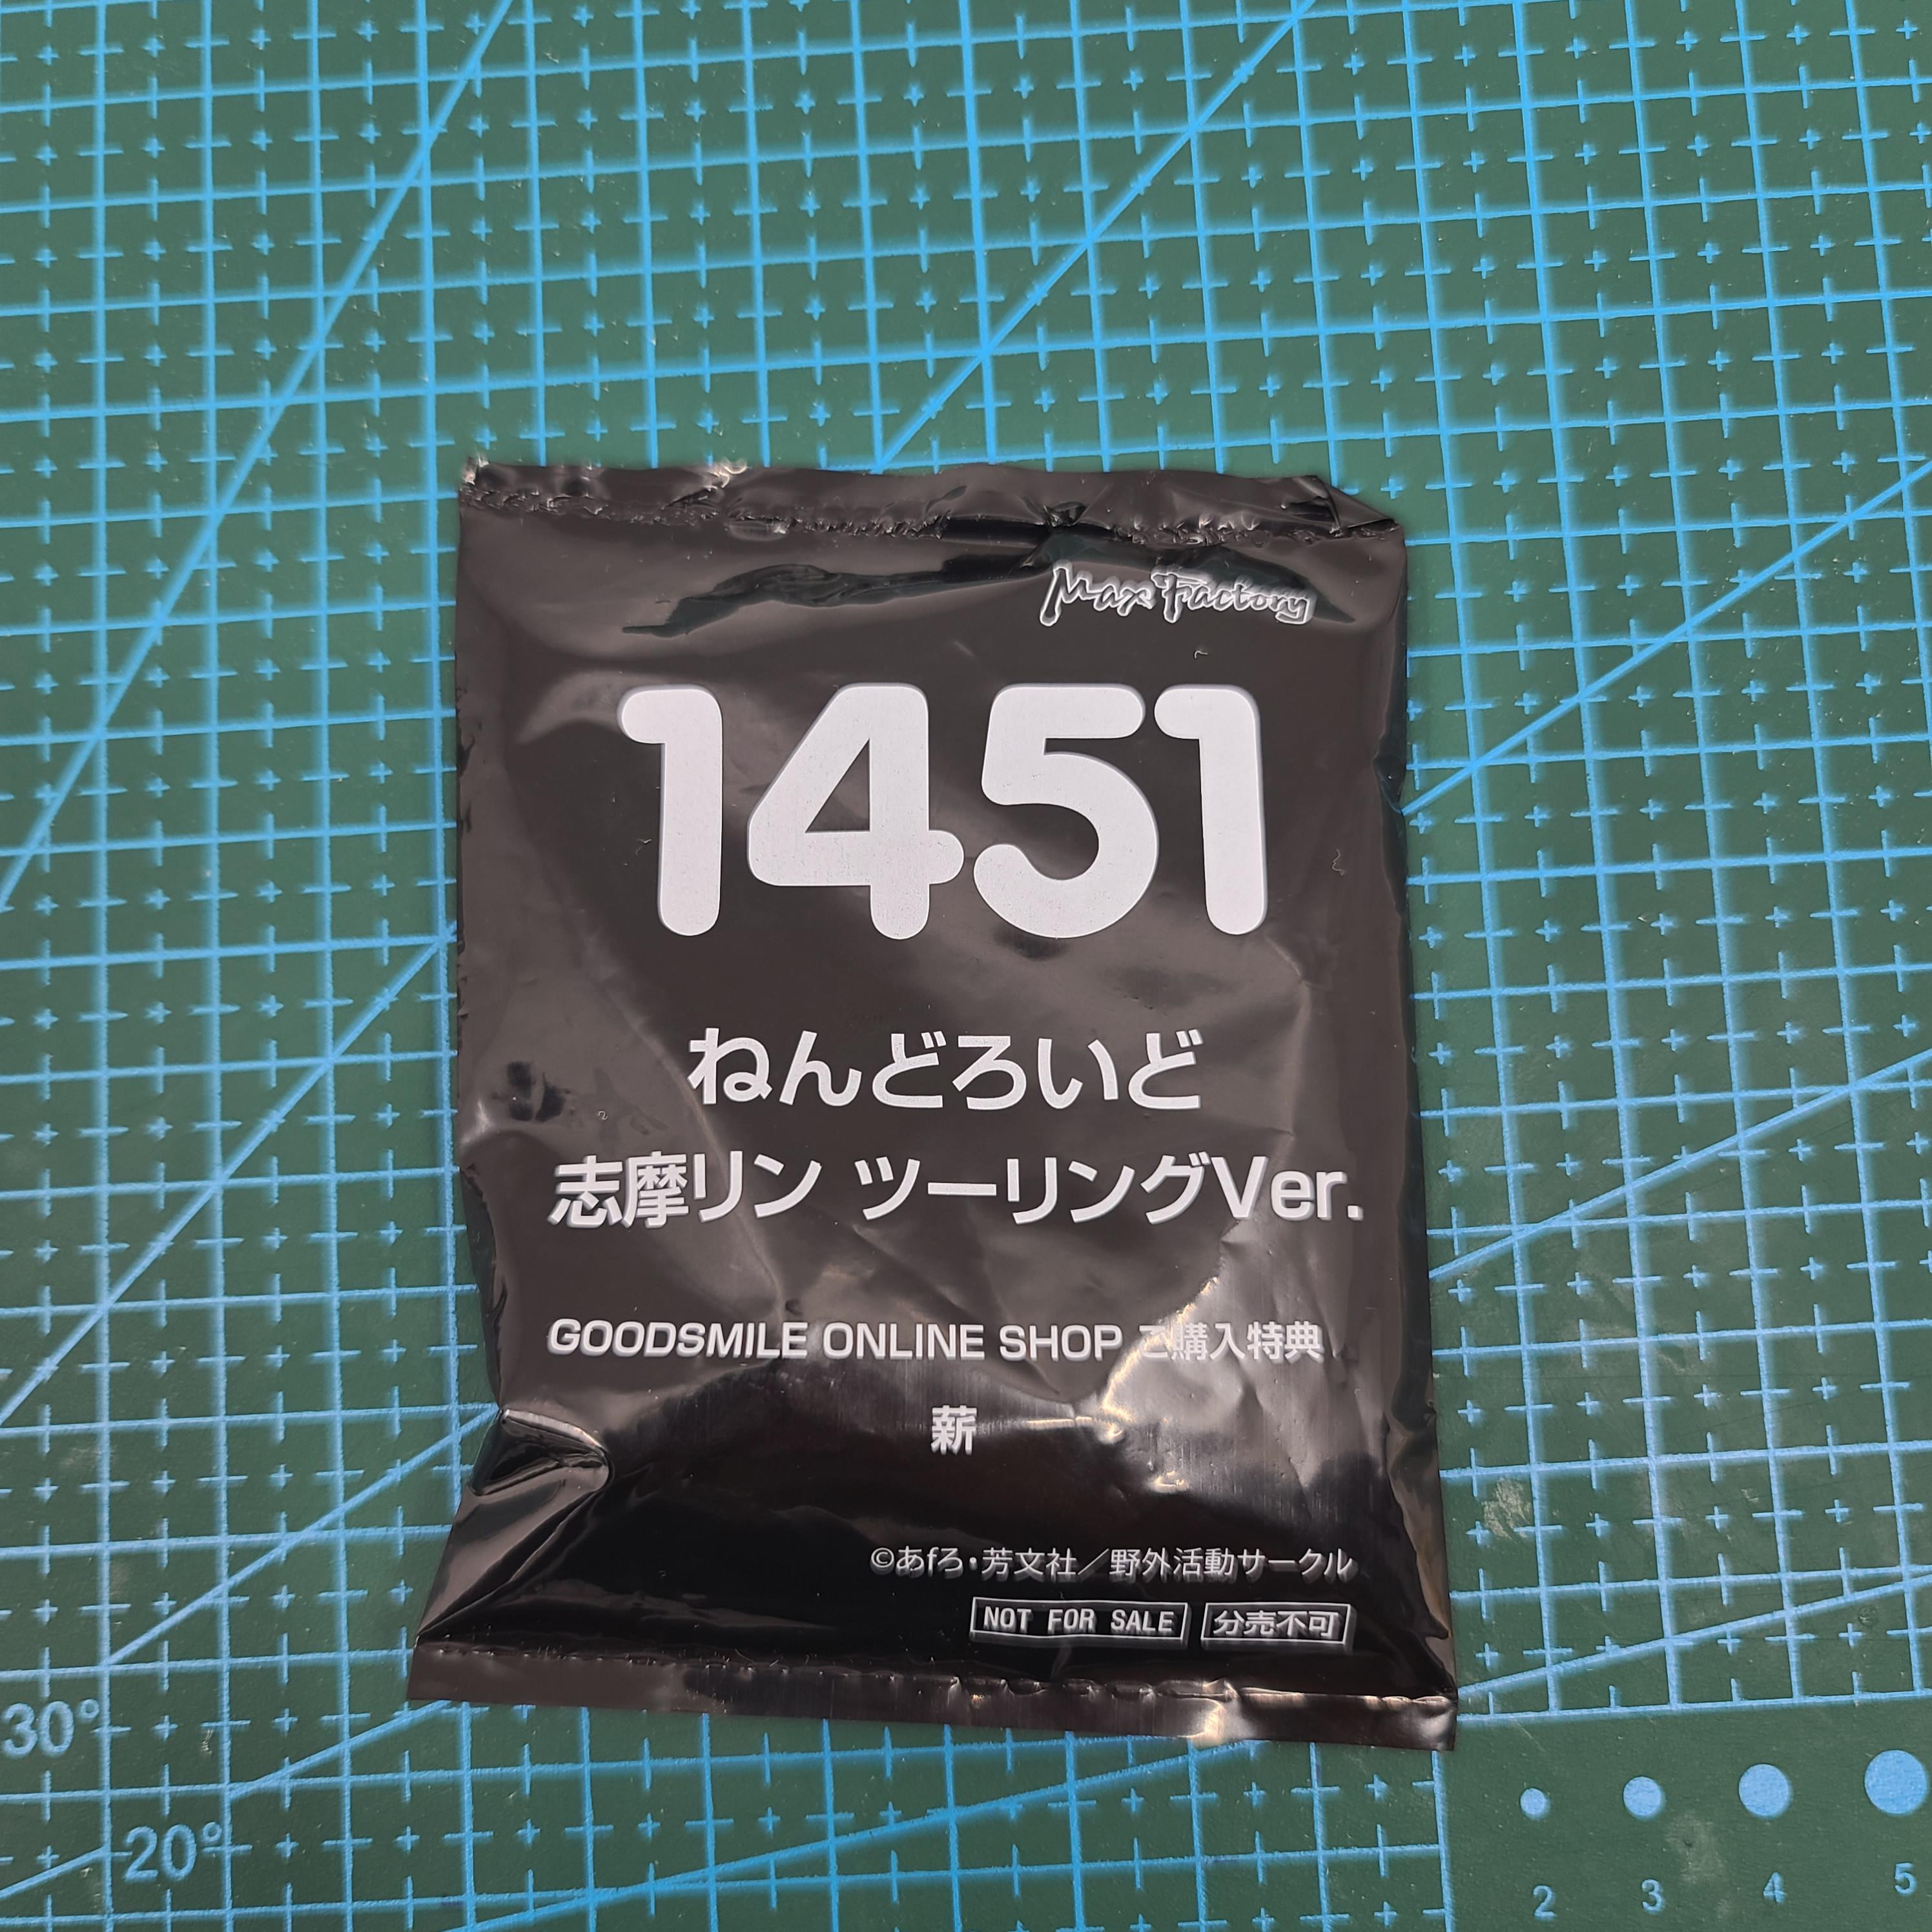 Max Factory
1451
ねんどろいど
志摩リン ツーリングVer.
GOODSMILE ONLINE SHOP ご購入特典
薪
©あfろ・芳文社／野外活動サークル
NOT FOR SALE 分売不可
30°
20°
2 3 4 5